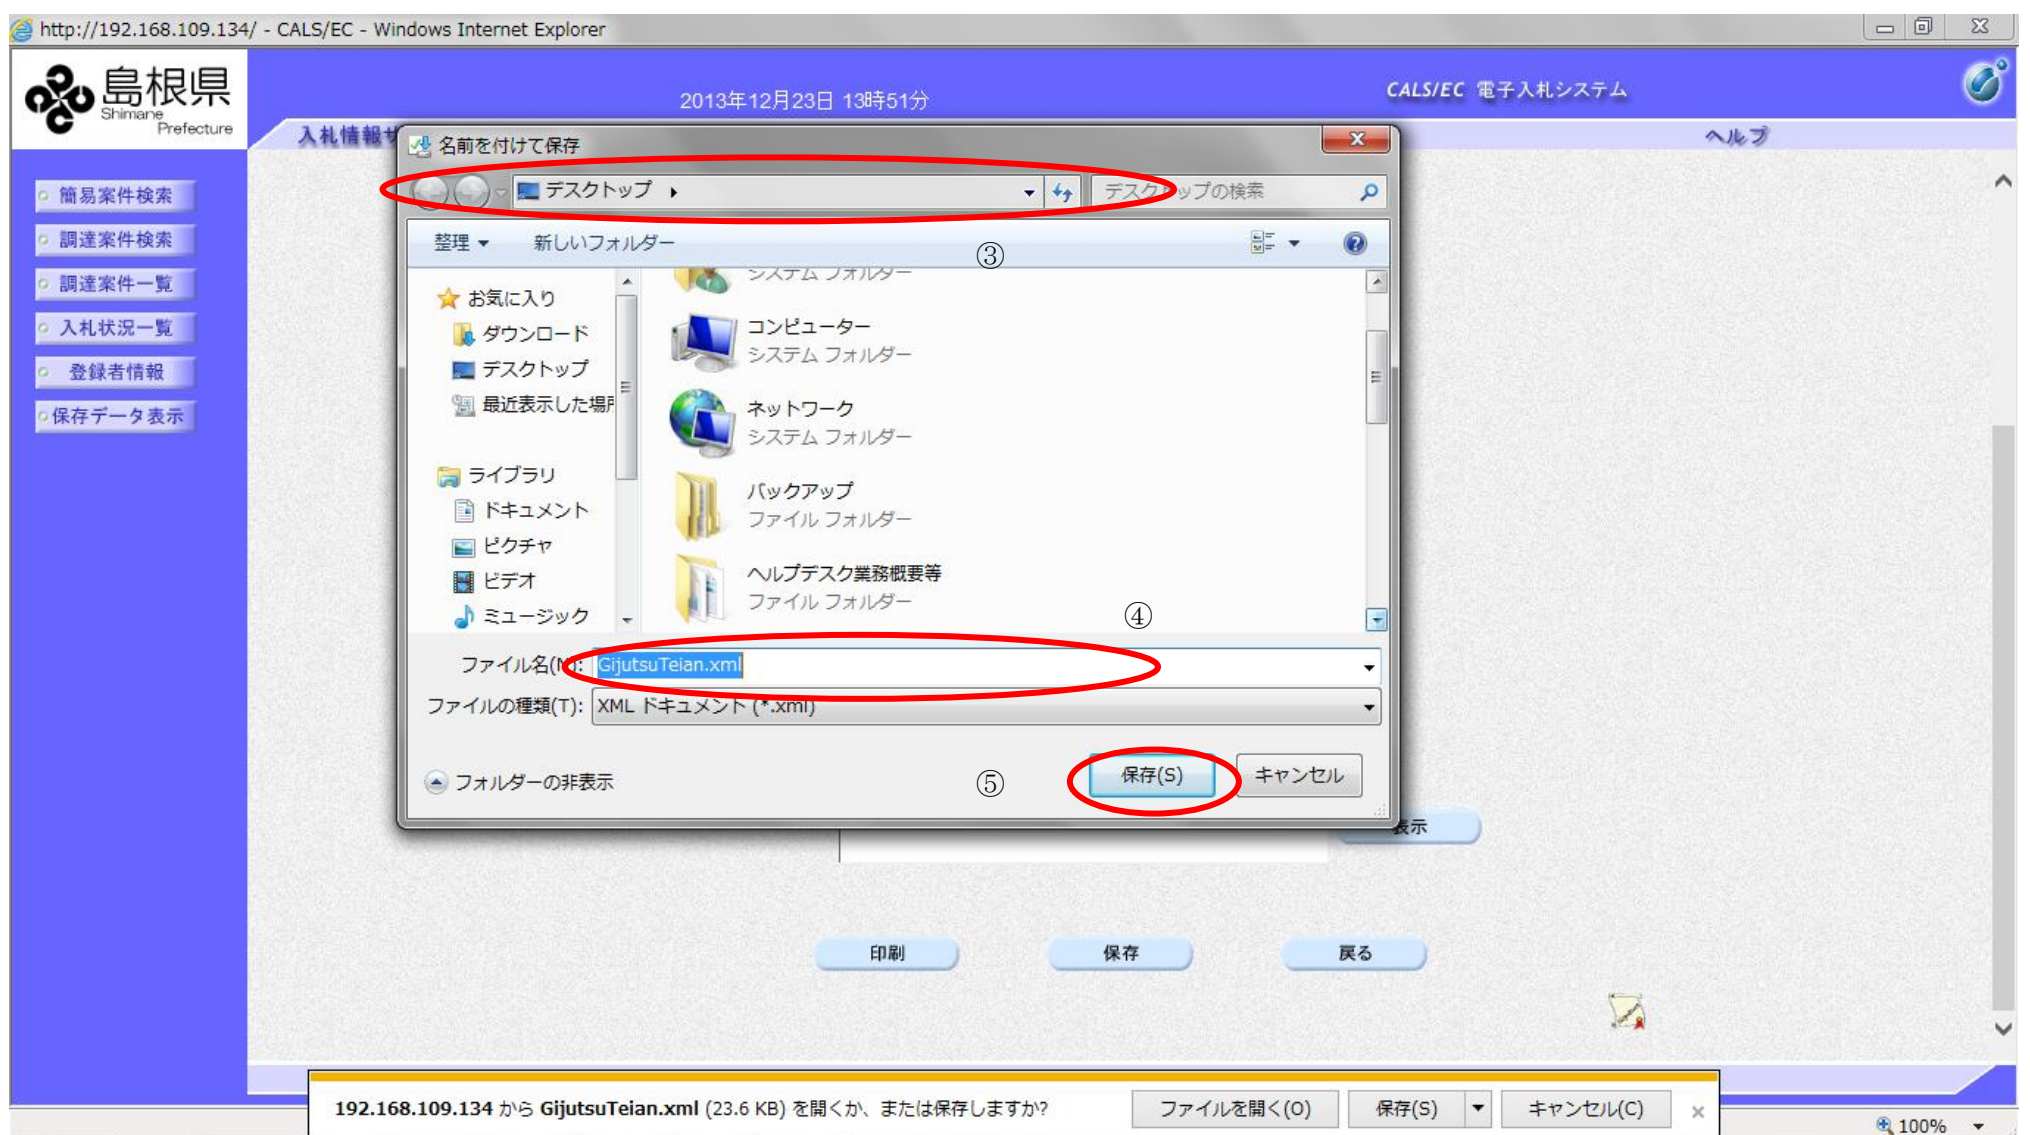 http://192.168.109.134/ - CALS/EC - Windows Internet Explorer
島根県
Shimane
Prefecture
2013年12月23日 13時51分
CALS/EC 電子入札システム
入札情報サ
ヘルプ
簡易案件検索
調達案件検索
調達案件一覧
入札状況一覧
登録者情報
保存データ表示
名前を付けて保存
デスクトップ
デスクトップの検索
整理
新しいフォルダー
③
お気に入り
ダウンロード
デスクトップ
最近表示した場所
ライブラリ
ドキュメント
ピクチャ
ビデオ
ミュージック
システム フォルダー
コンピューター
システム フォルダー
ネットワーク
システム フォルダー
バックアップ
ファイル フォルダー
ヘルプデスク業務概要等
ファイル フォルダー
④
ファイル名(N): GijutsuTeian.xml
ファイルの種類(T): XML ドキュメント (*.xml)
フォルダーの非表示
⑤
保存(S)
キャンセル
表示
印刷
保存
戻る
192.168.109.134 から GijutsuTeian.xml (23.6 KB) を開くか、または保存しますか?
ファイルを開く(O)
保存(S)
キャンセル(C)
100%